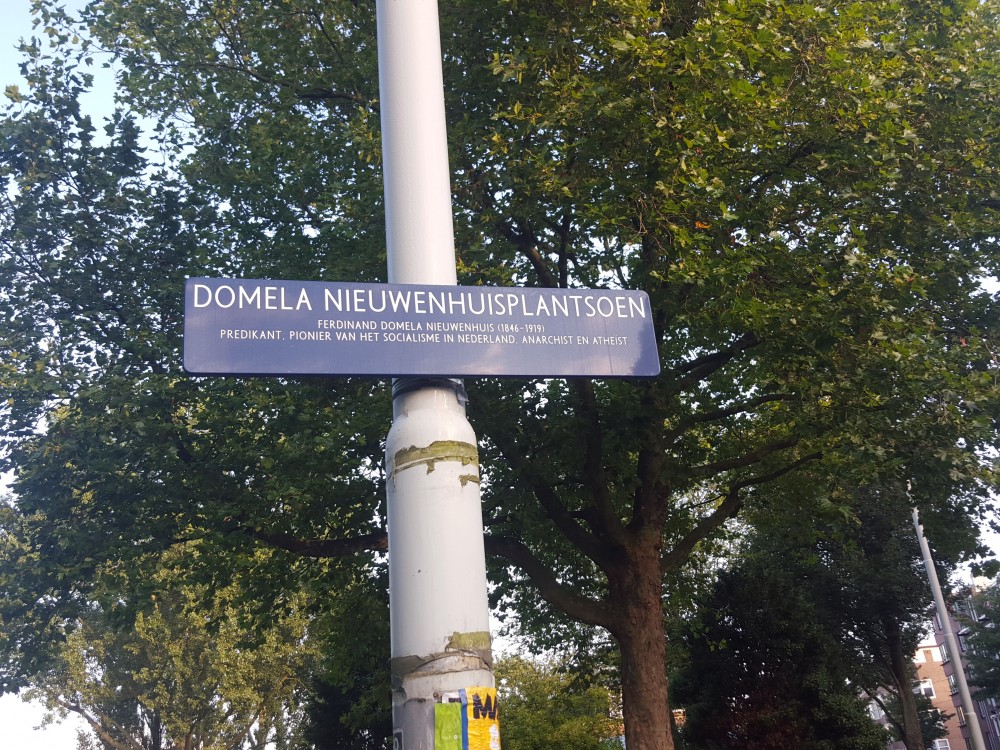 DOMELA NIEUWENHUISPLANTSOEN
FERDINAND DOMELA NIEUWENHUIS (1846-1919)
PREDIKANT, PIONIER VAN HET SOCIALISME IN NEDERLAND, ANARCHIST EN ATHEIST